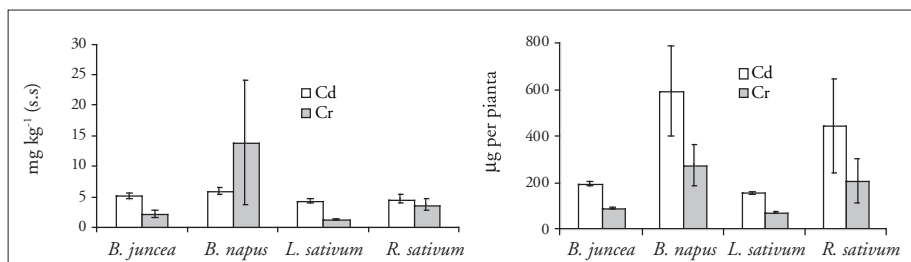 mg kg⁻¹ (s.s)
30
25
20
15
10
5
0
Cd
Cr
B. juncea B. napus L. sativum R. sativum
µg per pianta
800
600
400
200
0
Cd
Cr
B. juncea B. napus L. sativum R. sativum